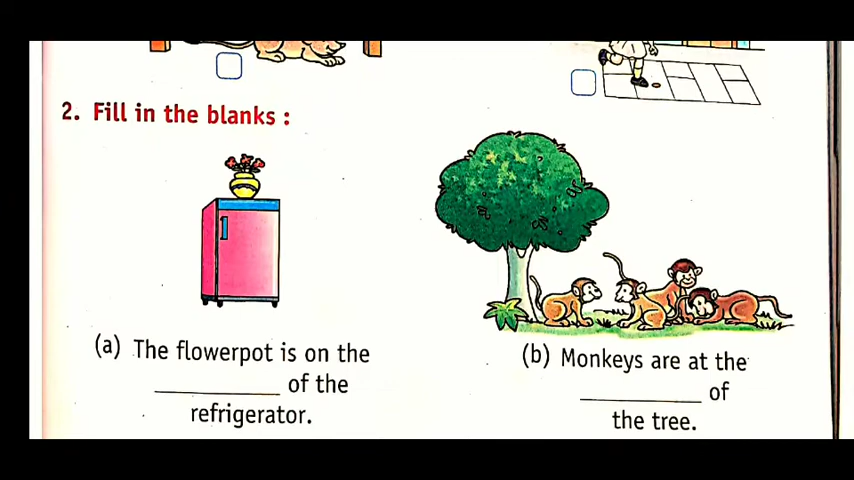 2. Fill in the blanks :
(a) The flowerpot is on the
__________ of the
refrigerator.
(b) Monkeys are at the
__________ of
the tree.